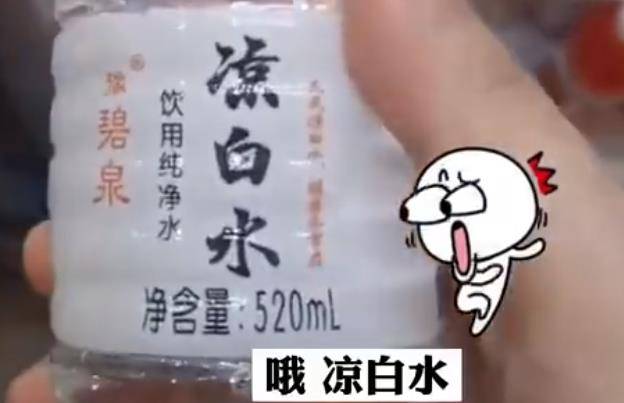 凉白水
饮用纯净水
碧泉
净含量:520mL
哦 凉白水